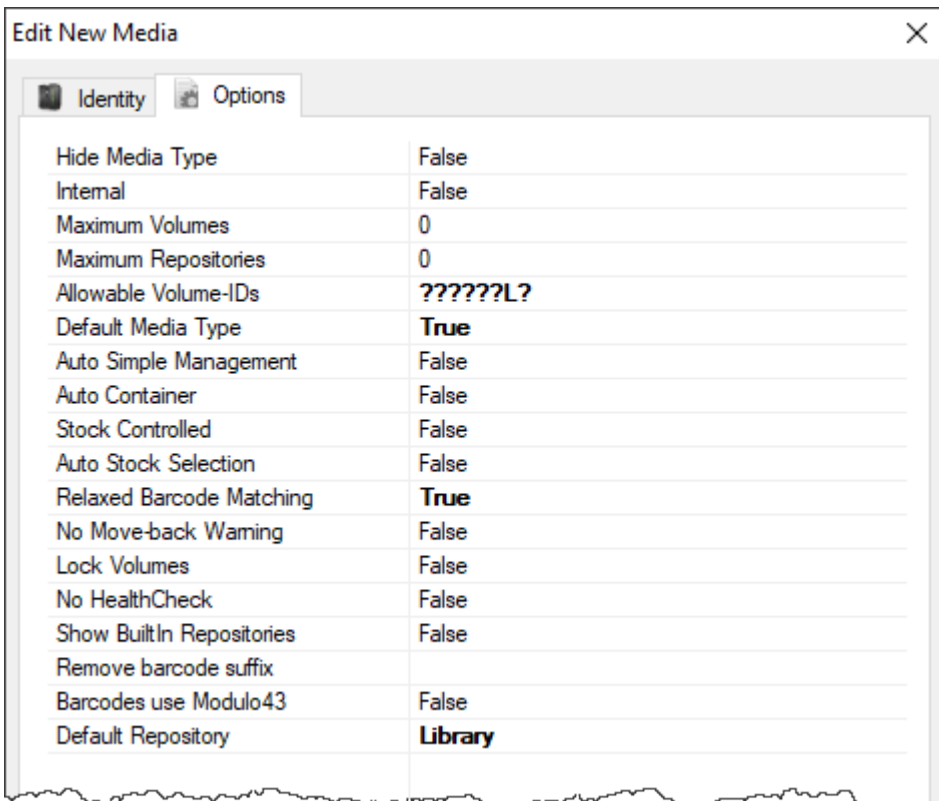 Edit New Media
Identity Options
Hide Media Type False
Internal False
Maximum Volumes 0
Maximum Repositories 0
Allowable Volume-IDs ??????L?
Default Media Type True
Auto Simple Management False
Auto Container False
Stock Controlled False
Auto Stock Selection False
Relaxed Barcode Matching True
No Move-back Warning False
Lock Volumes False
No HealthCheck False
Show BuiltIn Repositories False
Remove barcode suffix
Barcodes use Modulo43 False
Default Repository Library